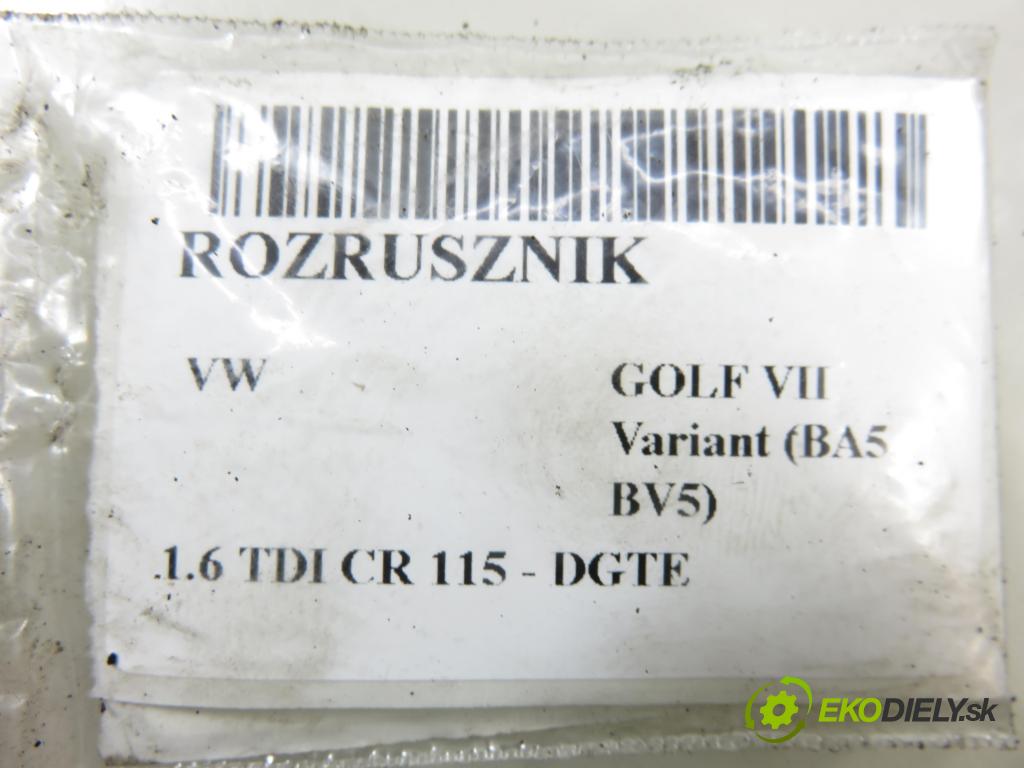 ROZRUSZNIK
VW
GOLF VII
Variant (BA5
BV5)
1.6 TDI CR 115 - DGTE
EKODIELY.sk